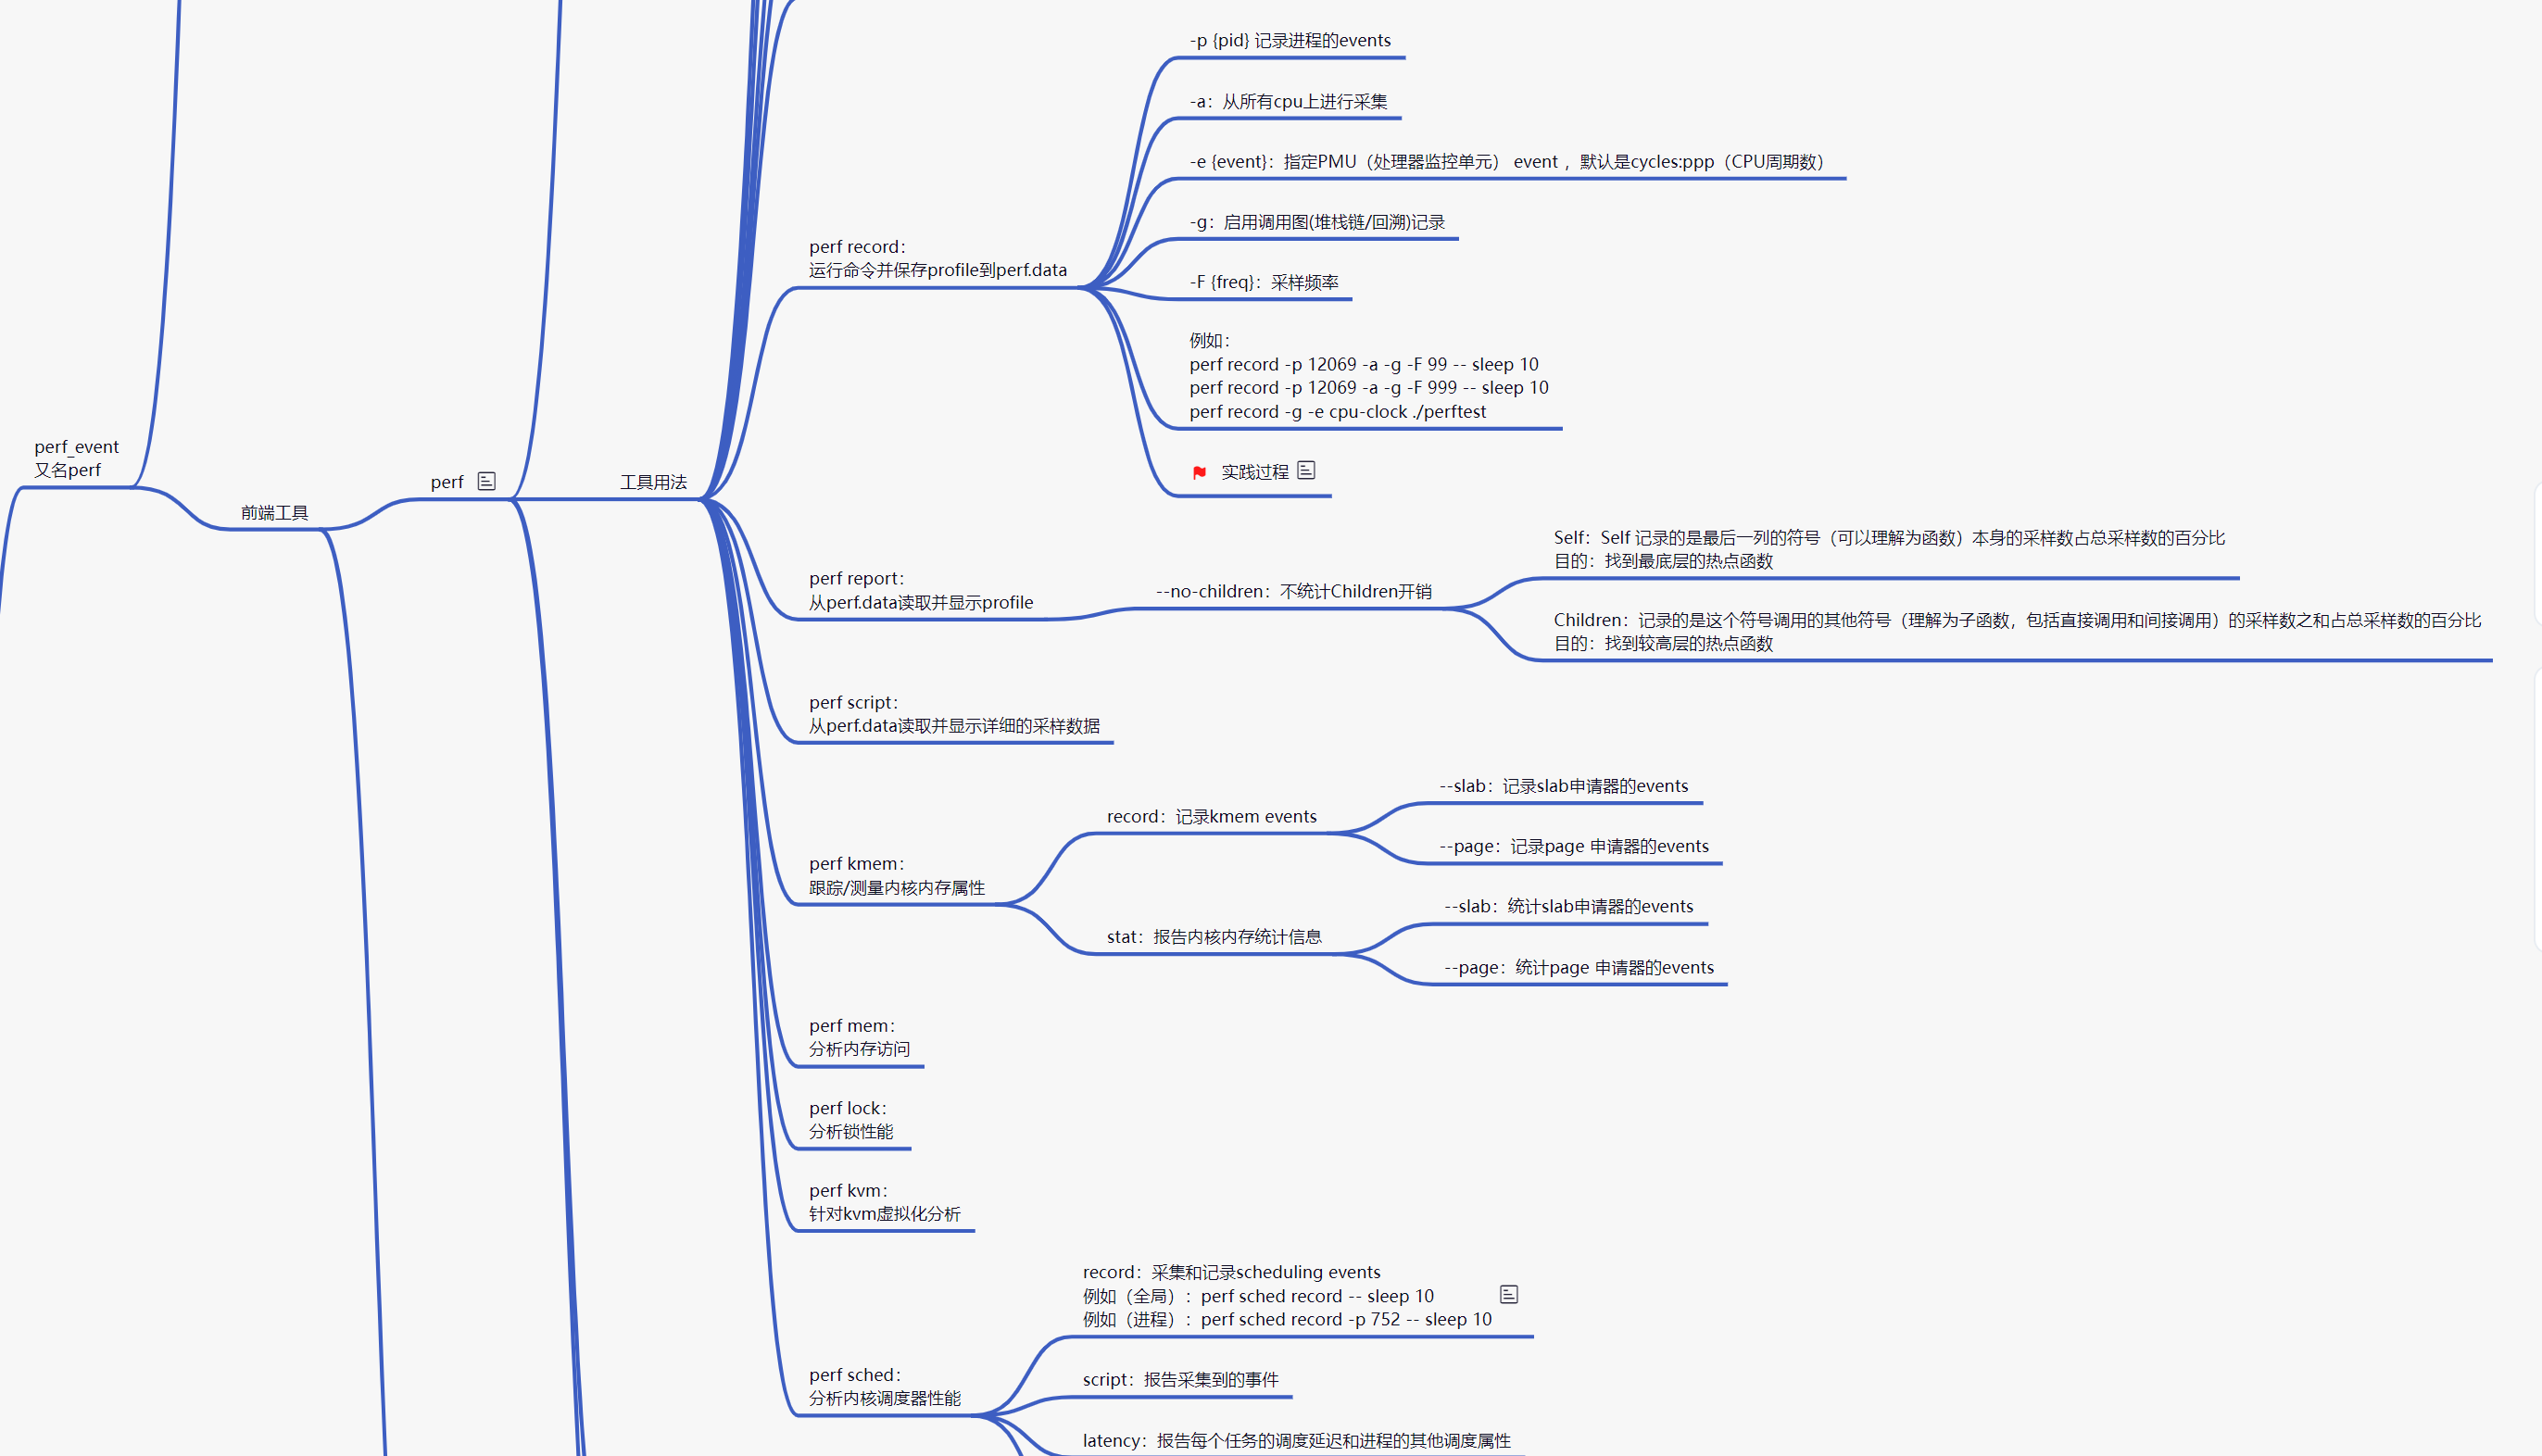 perf_event
又名perf
前端工具
perf
工具用法
perf record：
运行命令并保存profile到perf.data
-p {pid} 记录进程的events
-a：从所有cpu上进行采集
-e {event}：指定PMU（处理器监控单元） event ，默认是cycles:ppp（CPU周期数）
-g：启用调用图(堆栈链/回溯)记录
-F {freq}：采样频率
例如：
perf record -p 12069 -a -g -F 99 -- sleep 10
perf record -p 12069 -a -g -F 999 -- sleep 10
perf record -g -e cpu-clock ./perftest
实践过程
perf report：
从perf.data读取并显示profile
--no-children：不统计Children开销
Self：Self 记录的是最后一列的符号（可以理解为函数）本身的采样数占总采样数的百分比
目的：找到最底层的热点函数
Children：记录的是这个符号调用的其他符号（理解为子函数，包括直接调用和间接调用）的采样数之和占总采样数的百分比
目的：找到较高层的热点函数
perf script：
从perf.data读取并显示详细的采样数据
perf kmem：
跟踪/测量内核内存属性
record：记录kmem events
--slab：记录slab申请器的events
--page：记录page 申请器的events
stat：报告内核内存统计信息
--slab：统计slab申请器的events
--page：统计page 申请器的events
perf mem：
分析内存访问
perf lock：
分析锁性能
perf kvm：
针对kvm虚拟化分析
perf sched：
分析内核调度器性能
record：采集和记录scheduling events
例如（全局）：perf sched record -- sleep 10
例如（进程）：perf sched record -p 752 -- sleep 10
script：报告采集到的事件
latency：报告每个任务的调度延迟和进程的其他调度属性